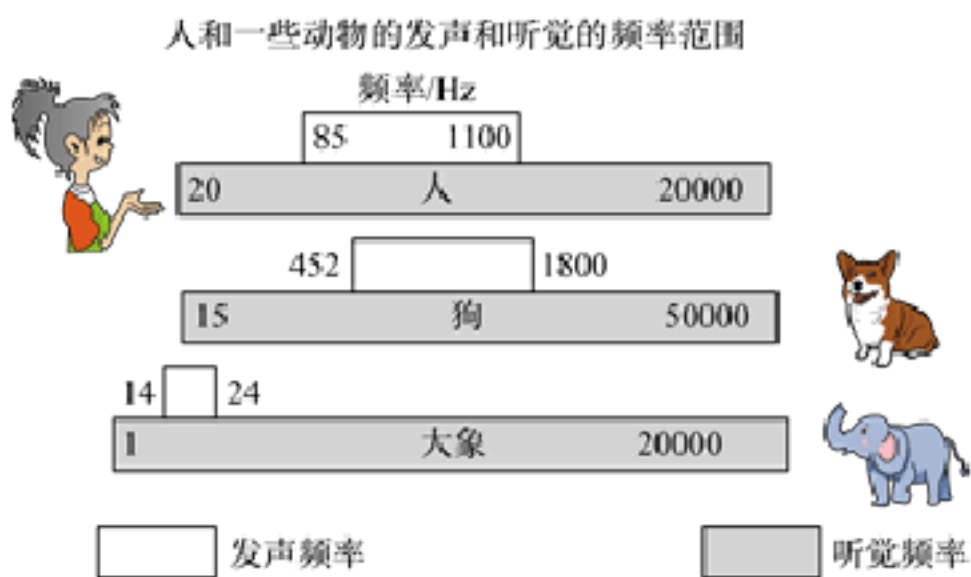 人和一些动物的发声和听觉的频率范围
频率/Hz
85 1100
20 人 20000
452 1800
15 狗 50000
14 24
1 大象 20000
发声频率 听觉频率